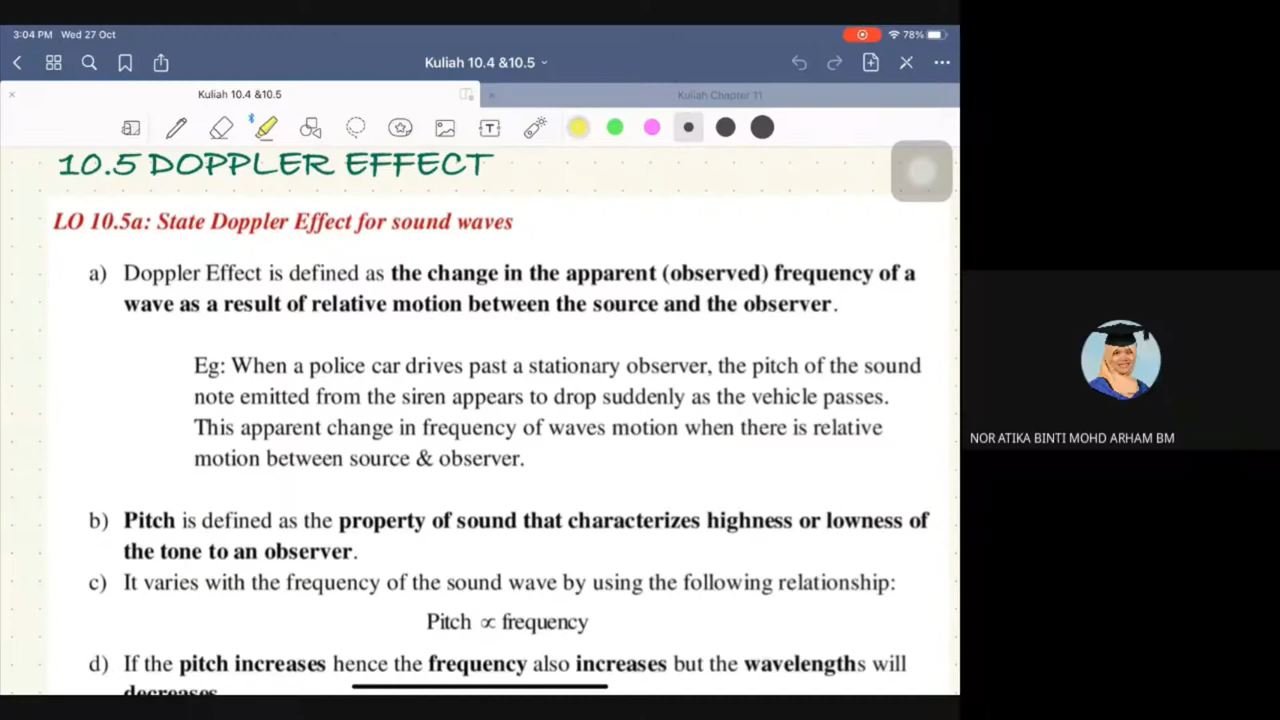 3:04 PM Wed 27 Oct
78%
Kuliah 10.4 &10.5
Kuliah 10.4 &10.5
Kuliah Chapter 11
10.5 DOPPLER EFFECT
LO 10.5a: State Doppler Effect for sound waves
a) Doppler Effect is defined as the change in the apparent (observed) frequency of a
wave as a result of relative motion between the source and the observer.
Eg: When a police car drives past a stationary observer, the pitch of the sound
note emitted from the siren appears to drop suddenly as the vehicle passes.
This apparent change in frequency of waves motion when there is relative
motion between source & observer.
b) Pitch is defined as the property of sound that characterizes highness or lowness of
the tone to an observer.
c) It varies with the frequency of the sound wave by using the following relationship:
Pitch ∝ frequency
d) If the pitch increases hence the frequency also increases but the wavelengths will
decreases.
NOR ATIKA BINTI MOHD ARHAM BM